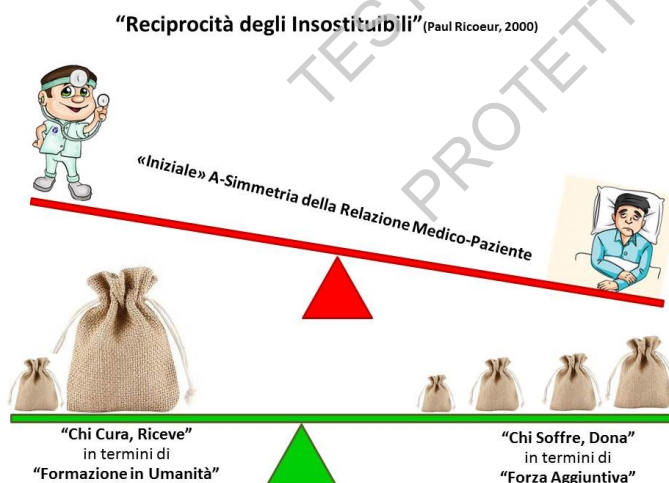 “Reciprocità degli Insostituibili” (Paul Ricoeur, 2000)
«Iniziale» A-Simmetria della Relazione Medico-Paziente
“Chi Cura, Riceve”
in termini di
“Formazione in Umanità”
“Chi Soffre, Dona”
in termini di
“Forza Aggiuntiva”